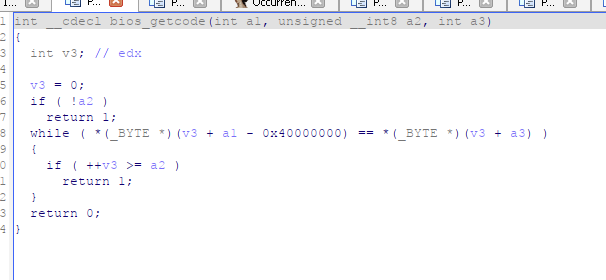 I... P... P... Occurren... P... P... P...
1 int __cdecl bios_getcode(int a1, unsigned __int8 a2, int a3)
2 {
3 int v3; // edx
4
5 v3 = 0;
6 if ( !a2 )
7 return 1;
8 while ( *(_BYTE *)(v3 + a1 - 0x40000000) == *(_BYTE *)(v3 + a3) )
9 {
0 if ( ++v3 >= a2 )
1 return 1;
2 }
3 return 0;
4 }